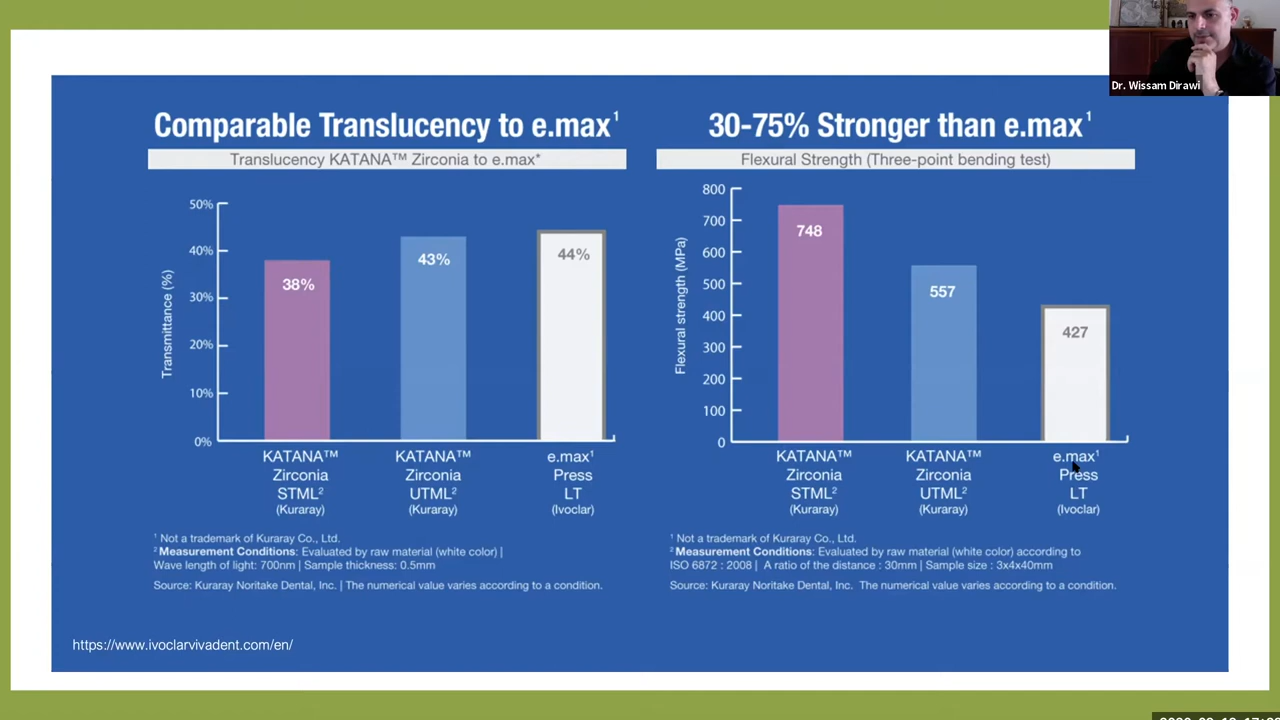 Dr. Wissam Dirawi
Comparable Translucency to e.max¹
Translucency KATANA™ Zirconia to e.max*
50%
40%
30%
20%
10%
0%
Transmittance (%)
38%
43%
44%
KATANA™
Zirconia
STML²
(Kuraray)
KATANA™
Zirconia
UTML²
(Kuraray)
e.max¹
Press
LT
(Ivoclar)
¹ Not a trademark of Kuraray Co., Ltd.
² Measurement Conditions: Evaluated by raw material (white color) |
Wave length of light: 700nm | Sample thickness: 0.5mm
Source: Kuraray Noritake Dental, Inc. | The numerical value varies according to a condition.
30-75% Stronger than e.max¹
Flexural Strength (Three-point bending test)
800
700
600
500
400
300
200
100
0
Flexural strength (MPa)
748
557
427
KATANA™
Zirconia
STML²
(Kuraray)
KATANA™
Zirconia
UTML²
(Kuraray)
e.max¹
Press
LT
(Ivoclar)
¹ Not a trademark of Kuraray Co., Ltd.
² Measurement Conditions: Evaluated by raw material (white color) according to
ISO 6872 : 2008 | A ratio of the distance : 30mm | Sample size : 3x4x40mm
Source: Kuraray Noritake Dental, Inc. The numerical value varies according to a condition.
https://www.ivoclarvivadent.com/en/